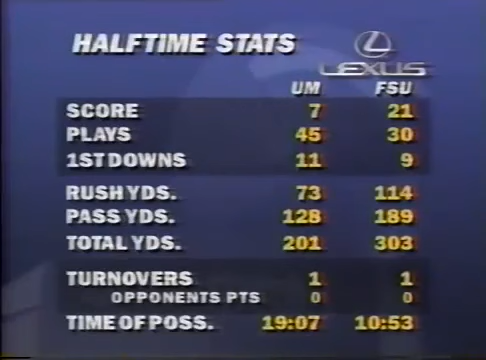 HALFTIME STATS
LEXUS
UM FSU
SCORE 7 21
PLAYS 45 30
1ST DOWNS 11 9
RUSH YDS. 73 114
PASS YDS. 128 189
TOTAL YDS. 201 303
TURNOVERS 1 1
OPPONENTS PTS 0 0
TIME OF POSS. 19:07 10:53